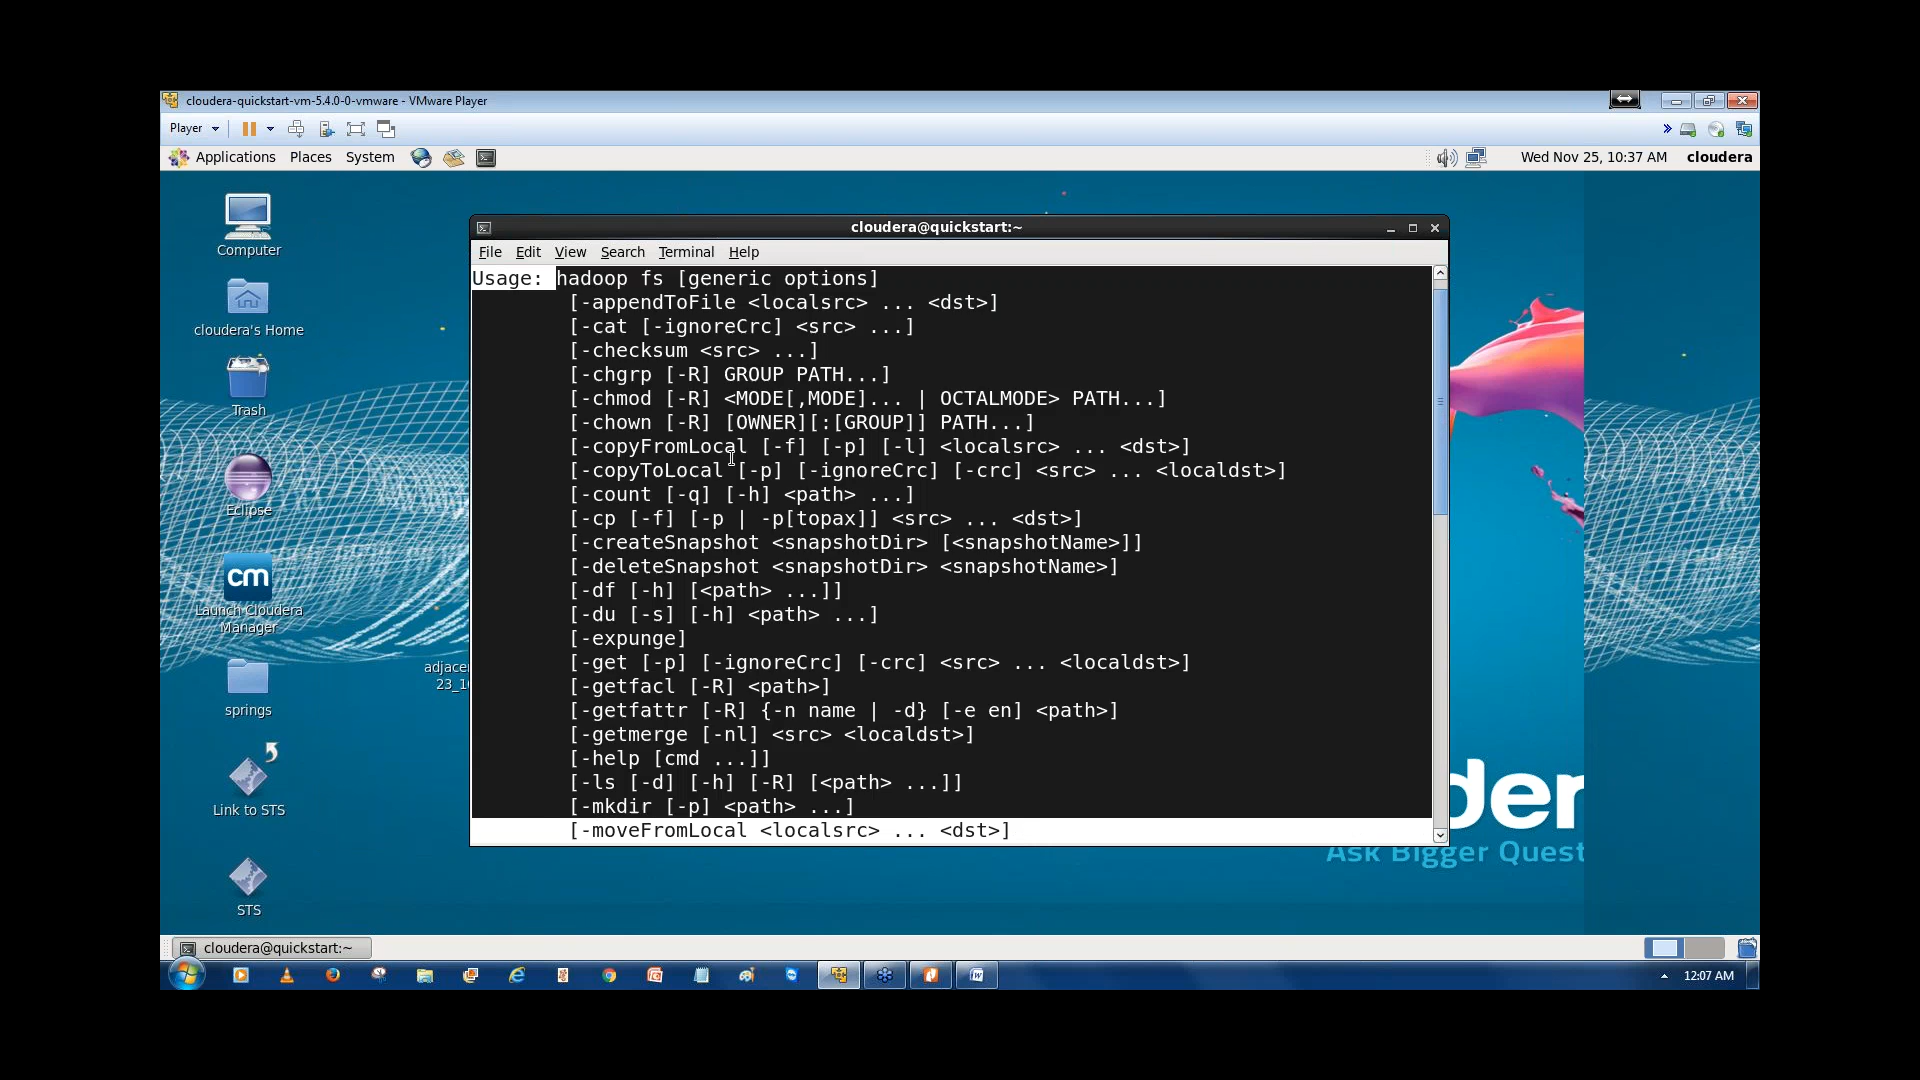 cloudera-quickstart-vm-5.4.0-0-vmware - VMware Player
Player
Applications Places System
Wed Nov 25, 10:37 AM cloudera
Computer
cloudera's Home
Trash
Eclipse
cm
Launch Cloudera
Manager
springs
Link to STS
STS
adjace
23_1
cloudera@quickstart:~
File Edit View Search Terminal Help
Usage: hadoop fs [generic options]
[-appendToFile <localsrc> ... <dst>]
[-cat [-ignoreCrc] <src> ...]
[-checksum <src> ...]
[-chgrp [-R] GROUP PATH...]
[-chmod [-R] <MODE[,MODE]... | OCTALMODE> PATH...]
[-chown [-R] [OWNER][:[GROUP]] PATH...]
[-copyFromLocal [-f] [-p] [-l] <localsrc> ... <dst>]
[-copyToLocal [-p] [-ignoreCrc] [-crc] <src> ... <localdst>]
[-count [-q] [-h] <path> ...]
[-cp [-f] [-p | -p[topax]] <src> ... <dst>]
[-createSnapshot <snapshotDir> [<snapshotName>]]
[-deleteSnapshot <snapshotDir> <snapshotName>]
[-df [-h] [<path> ...]]
[-du [-s] [-h] <path> ...]
[-expunge]
[-get [-p] [-ignoreCrc] [-crc] <src> ... <localdst>]
[-getfacl [-R] <path>]
[-getfattr [-R] {-n name | -d} [-e en] <path>]
[-getmerge [-nl] <src> <localdst>]
[-help [cmd ...]]
[-ls [-d] [-h] [-R] [<path> ...]]
[-mkdir [-p] <path> ...]
[-moveFromLocal <localsrc> ... <dst>]
der
Ask Bigger Quest
cloudera@quickstart:~
12:07 AM